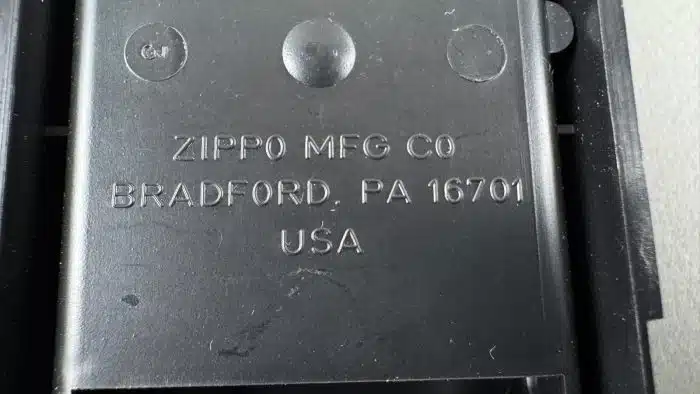 ZIPPO MFG CO
BRADFORD, PA 16701
USA